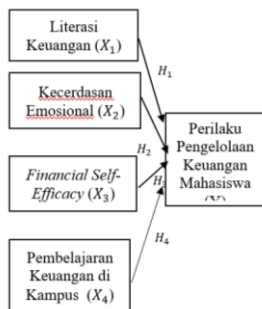 Literasi
Keuangan (X₁)
H₁
Kecerdasan
Emosional (X₂)
Perilaku
Pengelolaan
Keuangan
Mahasiswa
(Y)
H₂
Financial Self-
Efficacy (X₃)
H₃
H₄
Pembelajaran
Keuangan di
Kampus (X₄)